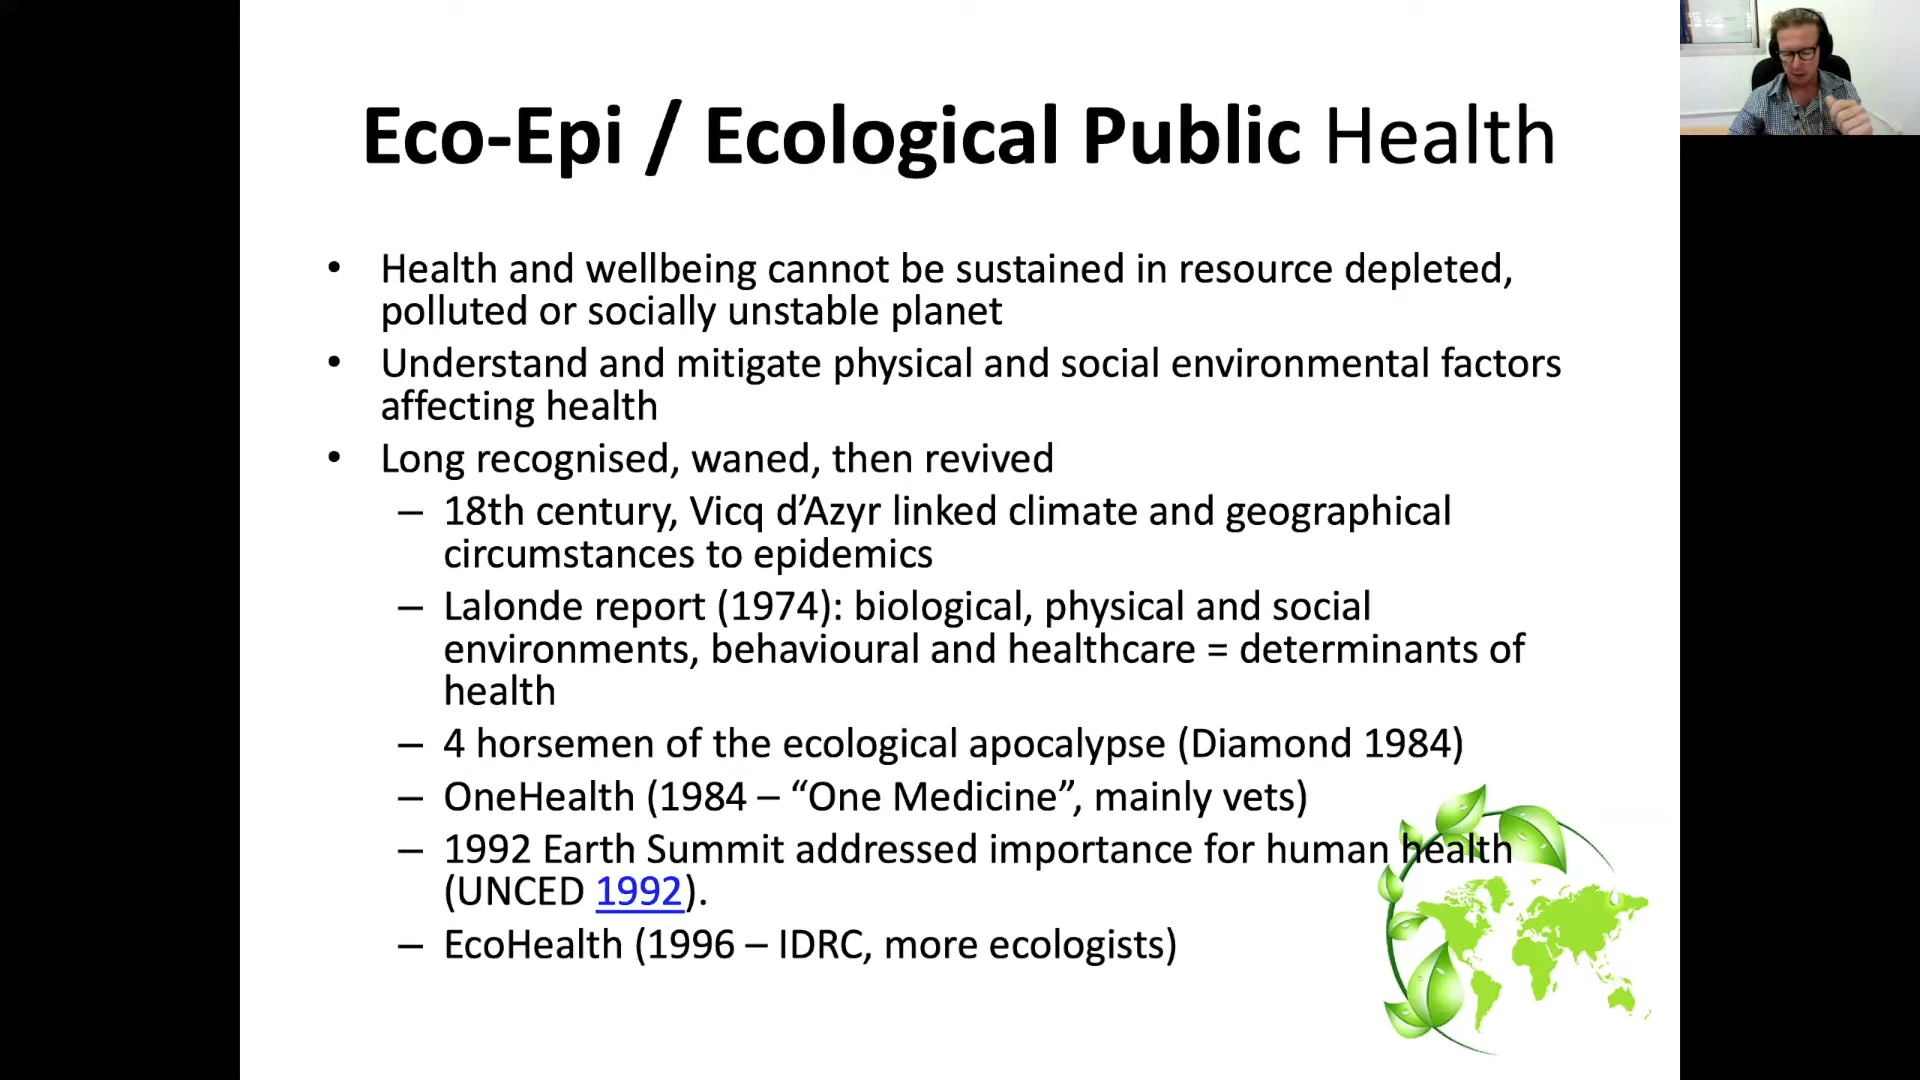 Eco-Epi / Ecological Public Health
• Health and wellbeing cannot be sustained in resource depleted,
polluted or socially unstable planet
• Understand and mitigate physical and social environmental factors
affecting health
• Long recognised, waned, then revived
– 18th century, Vicq d’Azyr linked climate and geographical
circumstances to epidemics
– Lalonde report (1974): biological, physical and social
environments, behavioural and healthcare = determinants of
health
– 4 horsemen of the ecological apocalypse (Diamond 1984)
– OneHealth (1984 – “One Medicine”, mainly vets)
– 1992 Earth Summit addressed importance for human health
(UNCED 1992).
– EcoHealth (1996 – IDRC, more ecologists)